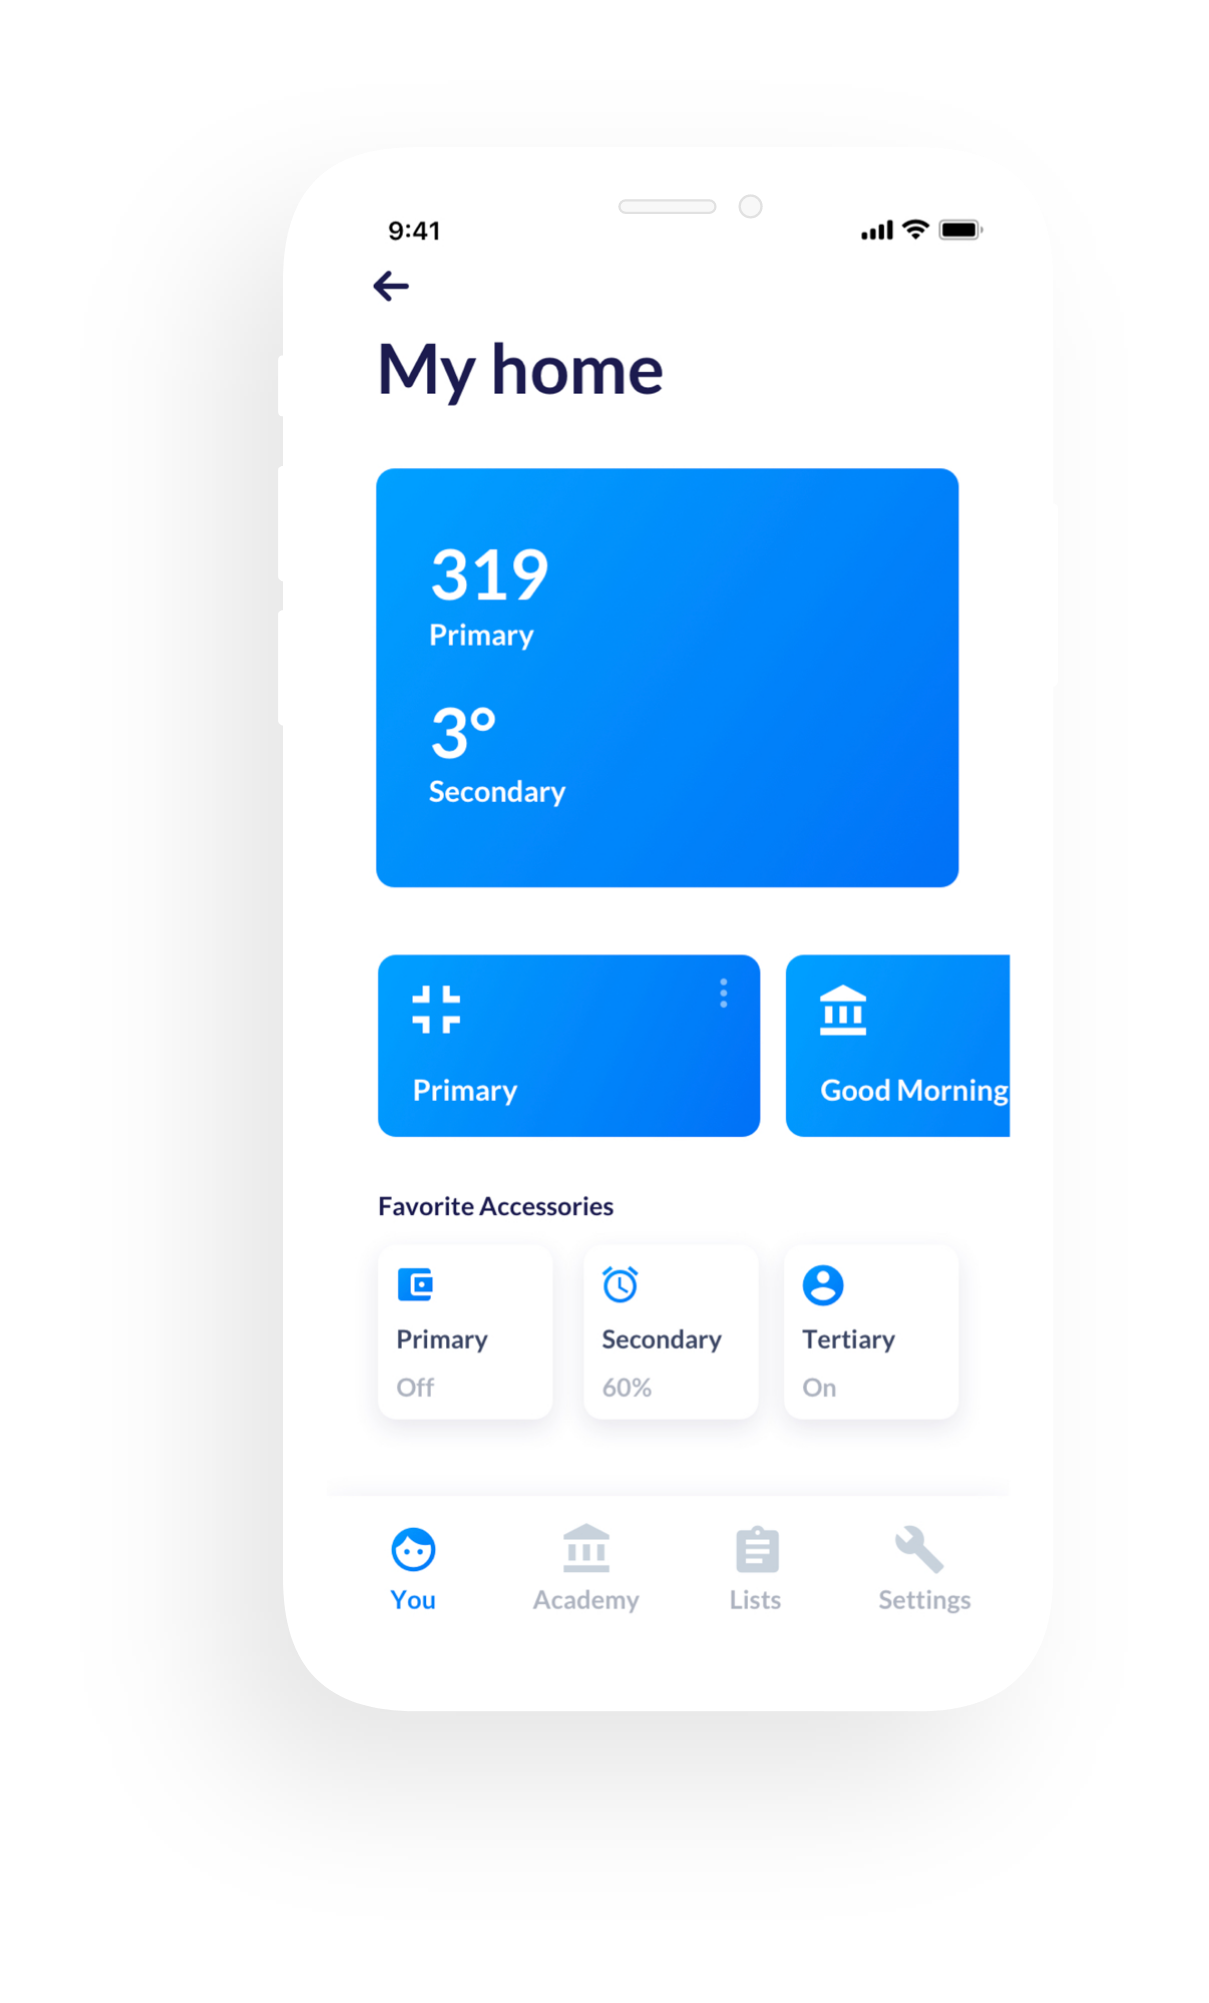 9:41
My home
319
Primary
3°
Secondary
Primary
Good Morning
Favorite Accessories
Primary
Secondary
Tertiary
Off
60%
On
You
Academy
Lists
Settings